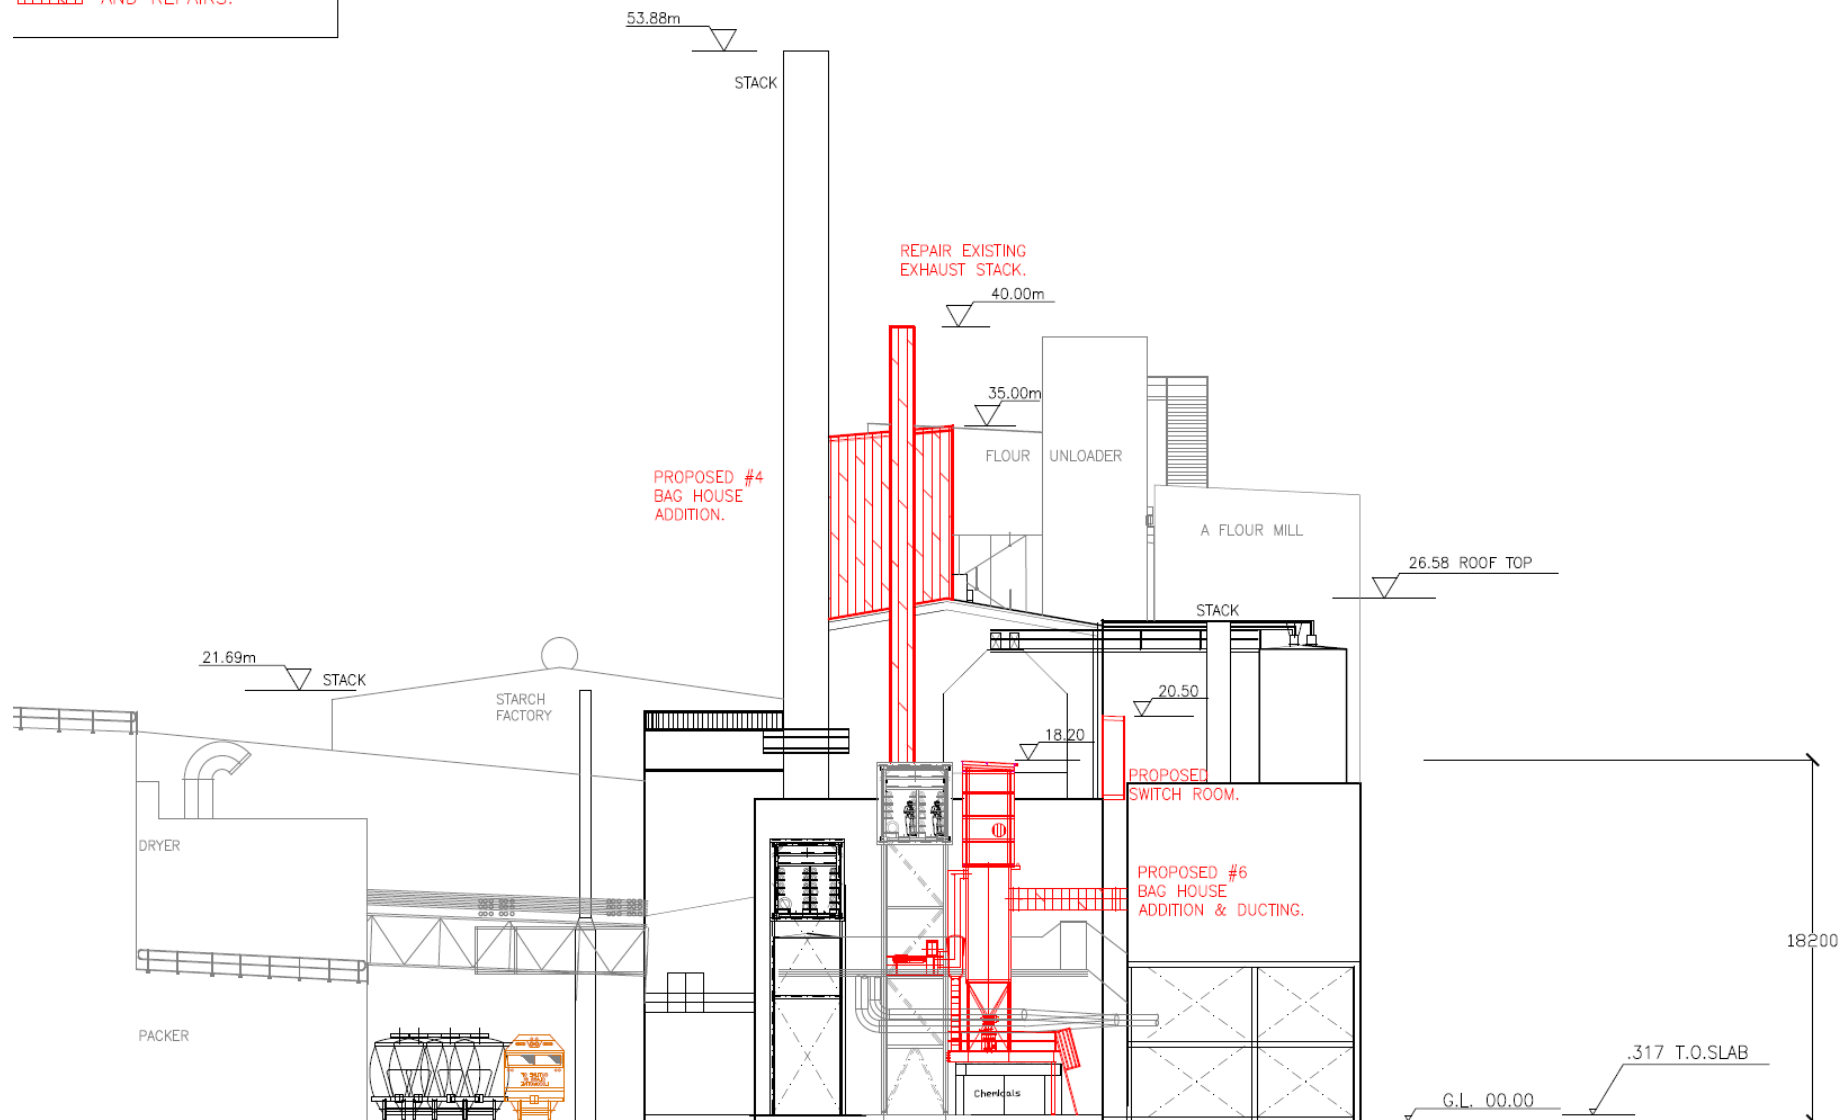 AND REPAIRS.
53.88m
STACK
REPAIR EXISTING
EXHAUST STACK.
40.00m
35.00m
FLOUR UNLOADER
PROPOSED #4
BAG HOUSE
ADDITION.
A FLOUR MILL
26.58 ROOF TOP
STACK
21.69m
STACK
STARCH
FACTORY
20.50
18.20
PROPOSED
SWITCH ROOM.
DRYER
PROPOSED #6
BAG HOUSE
ADDITION & DUCTING.
18200
PACKER
.317 T.O.SLAB
Chemicals
G.L. 00.00